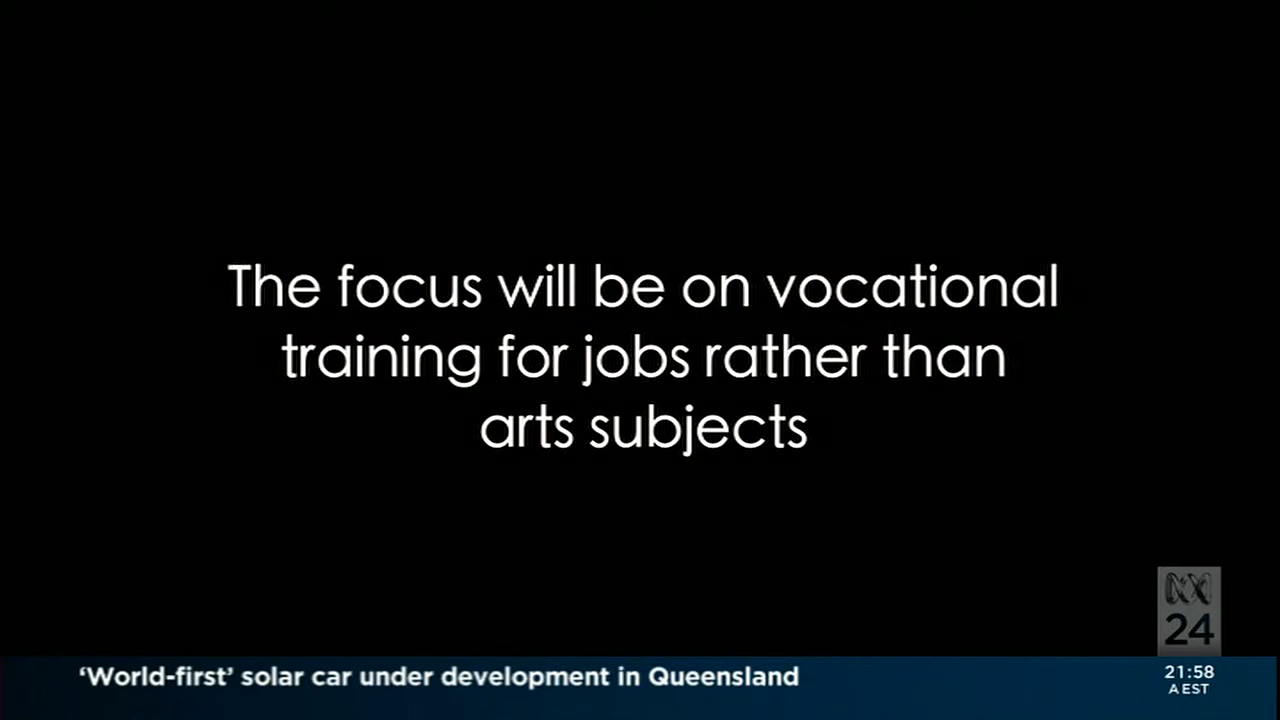 The focus will be on vocational
training for jobs rather than
arts subjects
24
‘World-first’ solar car under development in Queensland
21:58
AEST